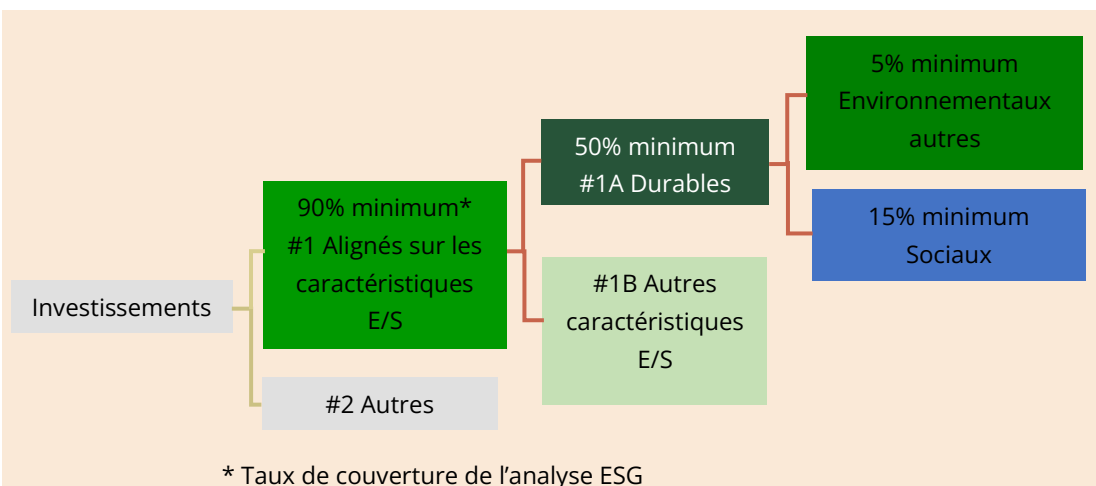 Investissements
90% minimum*
#1 Alignés sur les
caractéristiques
E/S
#2 Autres
50% minimum
#1A Durables
#1B Autres
caractéristiques
E/S
5% minimum
Environnementaux
autres
15% minimum
Sociaux
* Taux de couverture de l’analyse ESG